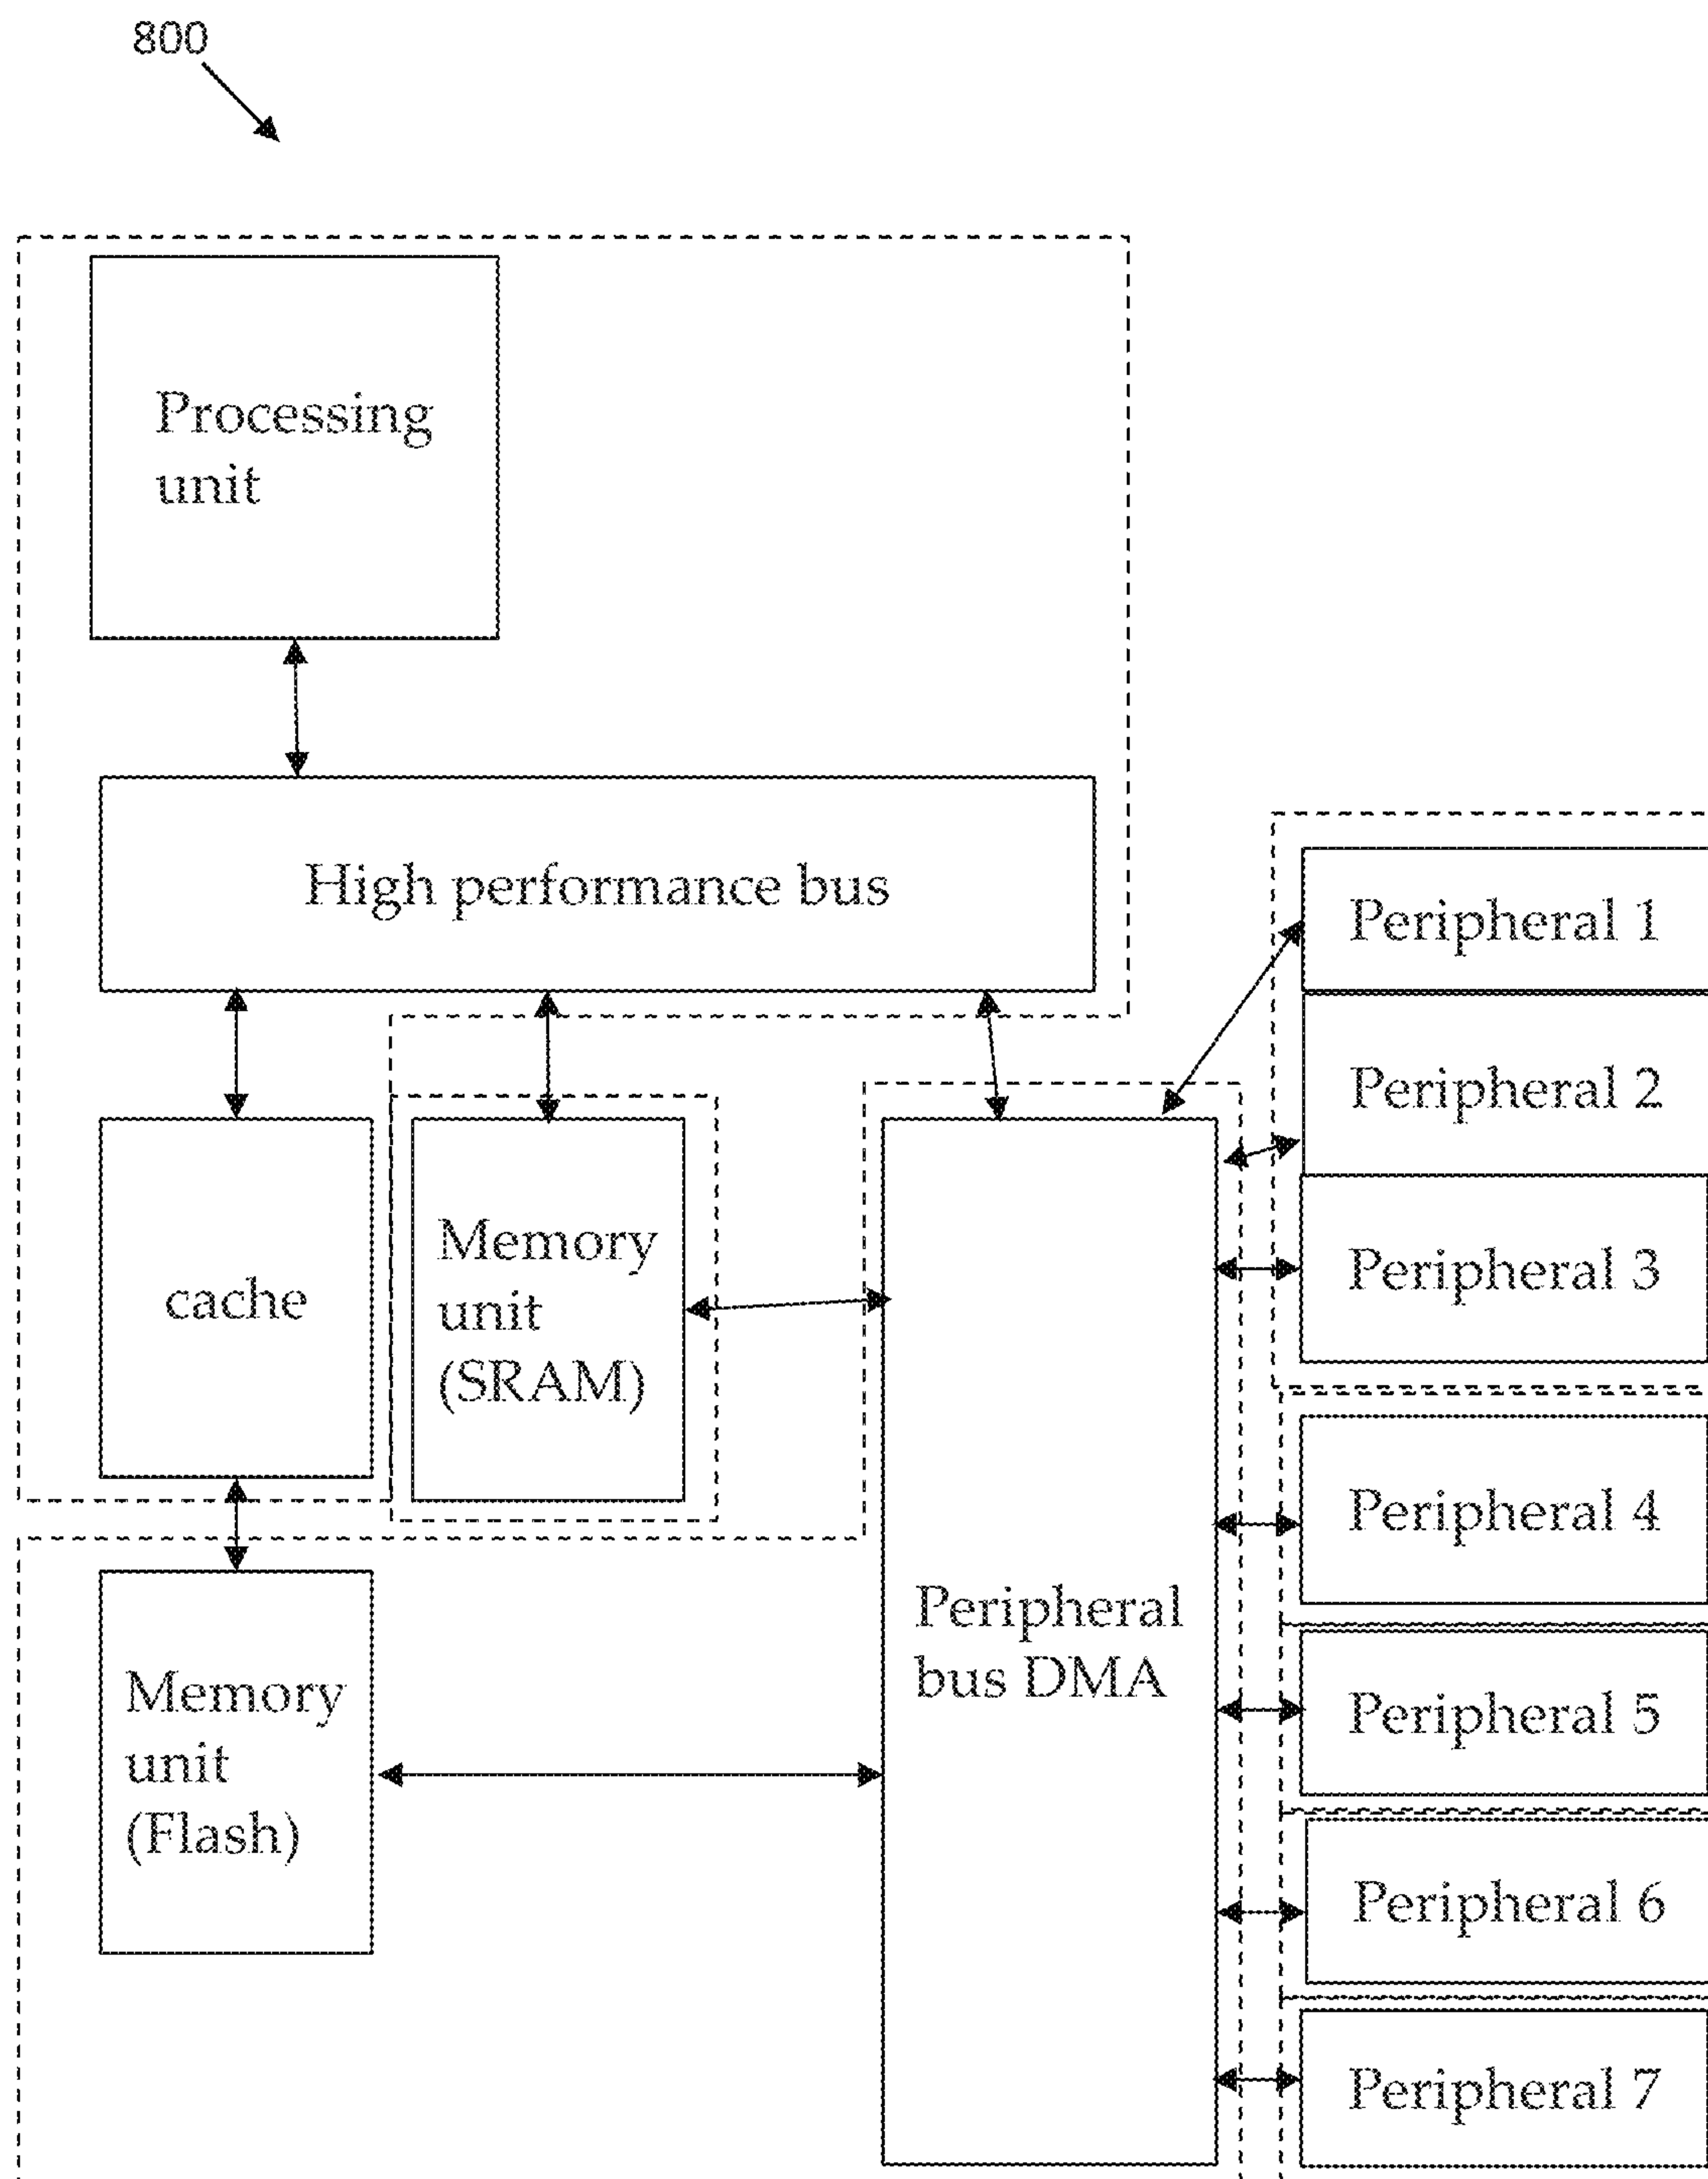 800
Processing
unit
High performance bus
Peripheral 1
Peripheral 2
Peripheral 3
cache
Memory
unit
(SRAM)
Peripheral 4
Peripheral
bus DMA
Peripheral 5
Memory
unit
(Flash)
Peripheral 6
Peripheral 7